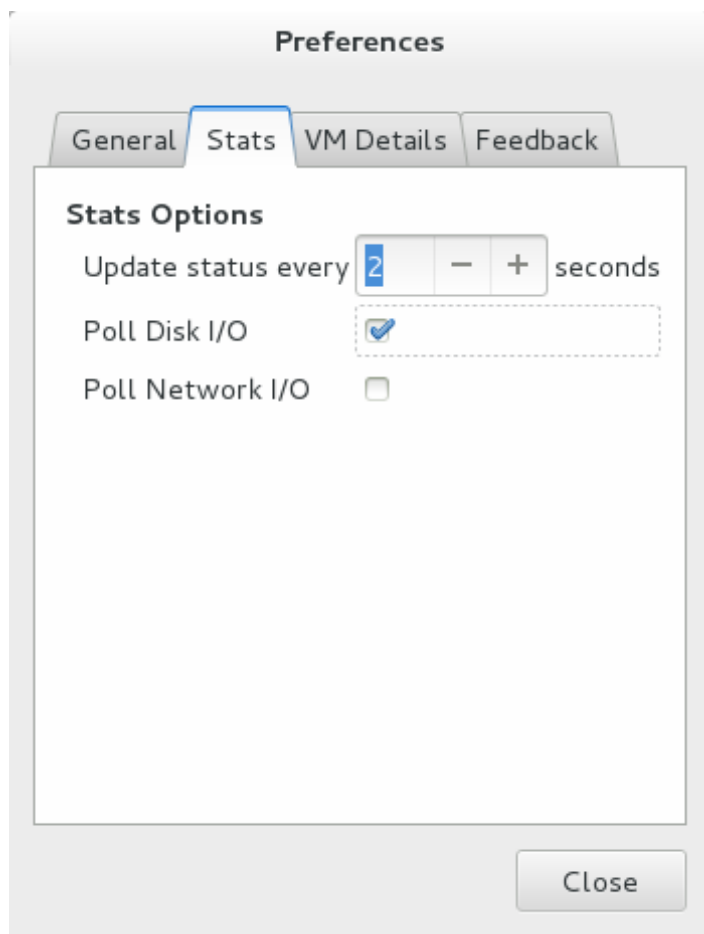 Preferences
General Stats VM Details Feedback
Stats Options
Update status every 2 − + seconds
Poll Disk I/O
Poll Network I/O
Close